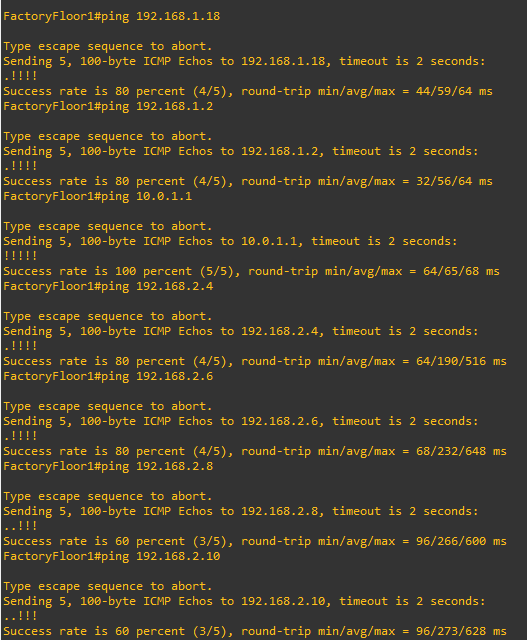 FactoryFloor1#ping 192.168.1.18
Type escape sequence to abort.
Sending 5, 100-byte ICMP Echos to 192.168.1.18, timeout is 2 seconds:
.!!!!
Success rate is 80 percent (4/5), round-trip min/avg/max = 44/59/64 ms
FactoryFloor1#ping 192.168.1.2
Type escape sequence to abort.
Sending 5, 100-byte ICMP Echos to 192.168.1.2, timeout is 2 seconds:
.!!!!
Success rate is 80 percent (4/5), round-trip min/avg/max = 32/56/64 ms
FactoryFloor1#ping 10.0.1.1
Type escape sequence to abort.
Sending 5, 100-byte ICMP Echos to 10.0.1.1, timeout is 2 seconds:
!!!!!
Success rate is 100 percent (5/5), round-trip min/avg/max = 64/65/68 ms
FactoryFloor1#ping 192.168.2.4
Type escape sequence to abort.
Sending 5, 100-byte ICMP Echos to 192.168.2.4, timeout is 2 seconds:
.!!!!
Success rate is 80 percent (4/5), round-trip min/avg/max = 64/190/516 ms
FactoryFloor1#ping 192.168.2.6
Type escape sequence to abort.
Sending 5, 100-byte ICMP Echos to 192.168.2.6, timeout is 2 seconds:
.!!!!
Success rate is 80 percent (4/5), round-trip min/avg/max = 68/232/648 ms
FactoryFloor1#ping 192.168.2.8
Type escape sequence to abort.
Sending 5, 100-byte ICMP Echos to 192.168.2.8, timeout is 2 seconds:
..!!!
Success rate is 60 percent (3/5), round-trip min/avg/max = 96/266/600 ms
FactoryFloor1#ping 192.168.2.10
Type escape sequence to abort.
Sending 5, 100-byte ICMP Echos to 192.168.2.10, timeout is 2 seconds:
..!!!
Success rate is 60 percent (3/5), round-trip min/avg/max = 96/273/628 ms